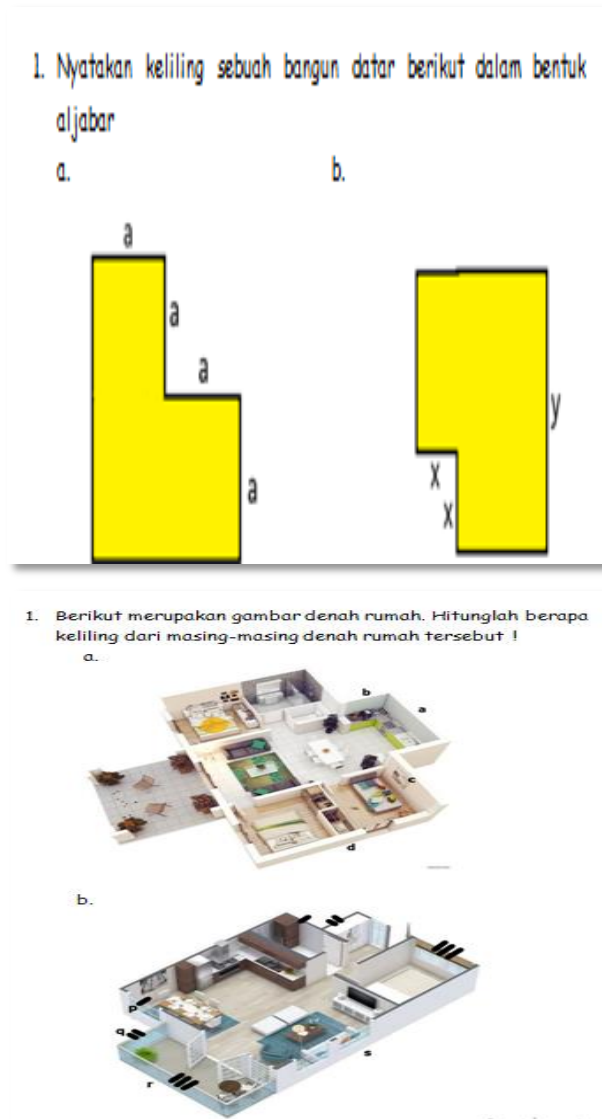 1. Nyatakan keliling sebuah bangun datar berikut dalam bentuk
aljabar
a. b.
a
a
a
a
y
x
x
1. Berikut merupakan gambar denah rumah. Hitunglah berapa
keliling dari masing-masing denah rumah tersebut !
a.
b
a
c
d
b.
p
q
r
s